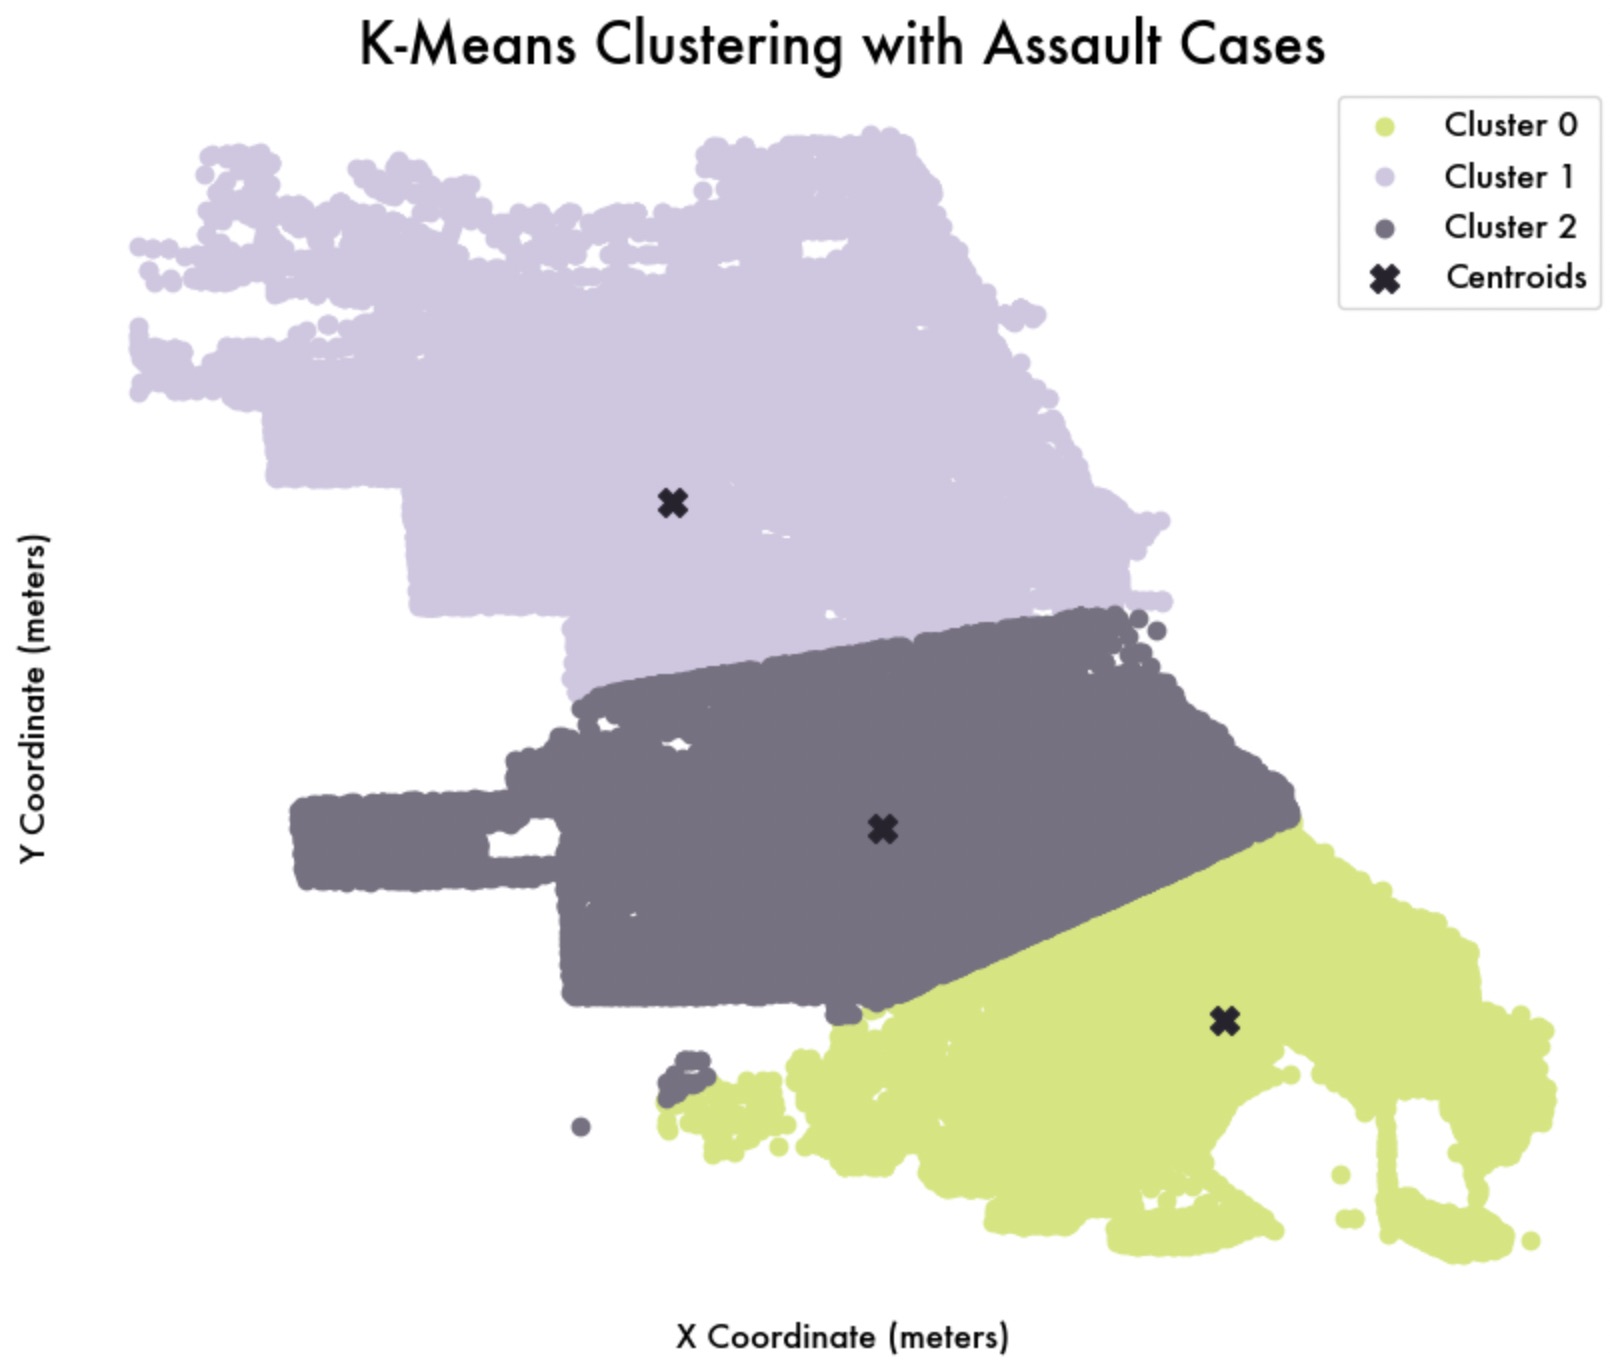 K-Means Clustering with Assault Cases
Cluster 0
Cluster 1
Cluster 2
Centroids
Y Coordinate (meters)
X Coordinate (meters)